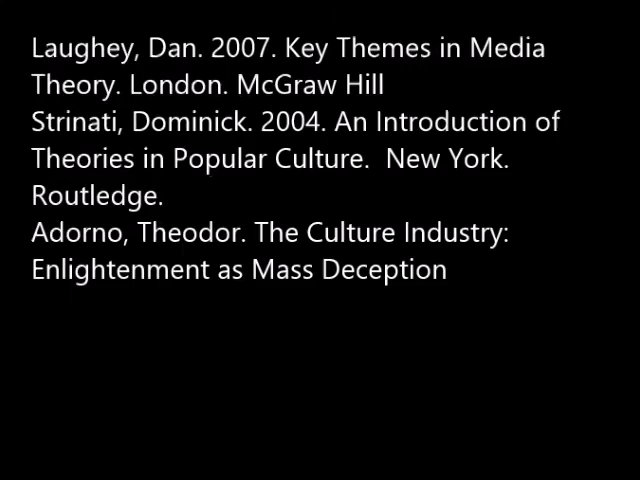 Laughey, Dan. 2007. Key Themes in Media
Theory. London. McGraw Hill
Strinati, Dominick. 2004. An Introduction of
Theories in Popular Culture.  New York.
Routledge.
Adorno, Theodor. The Culture Industry:
Enlightenment as Mass Deception